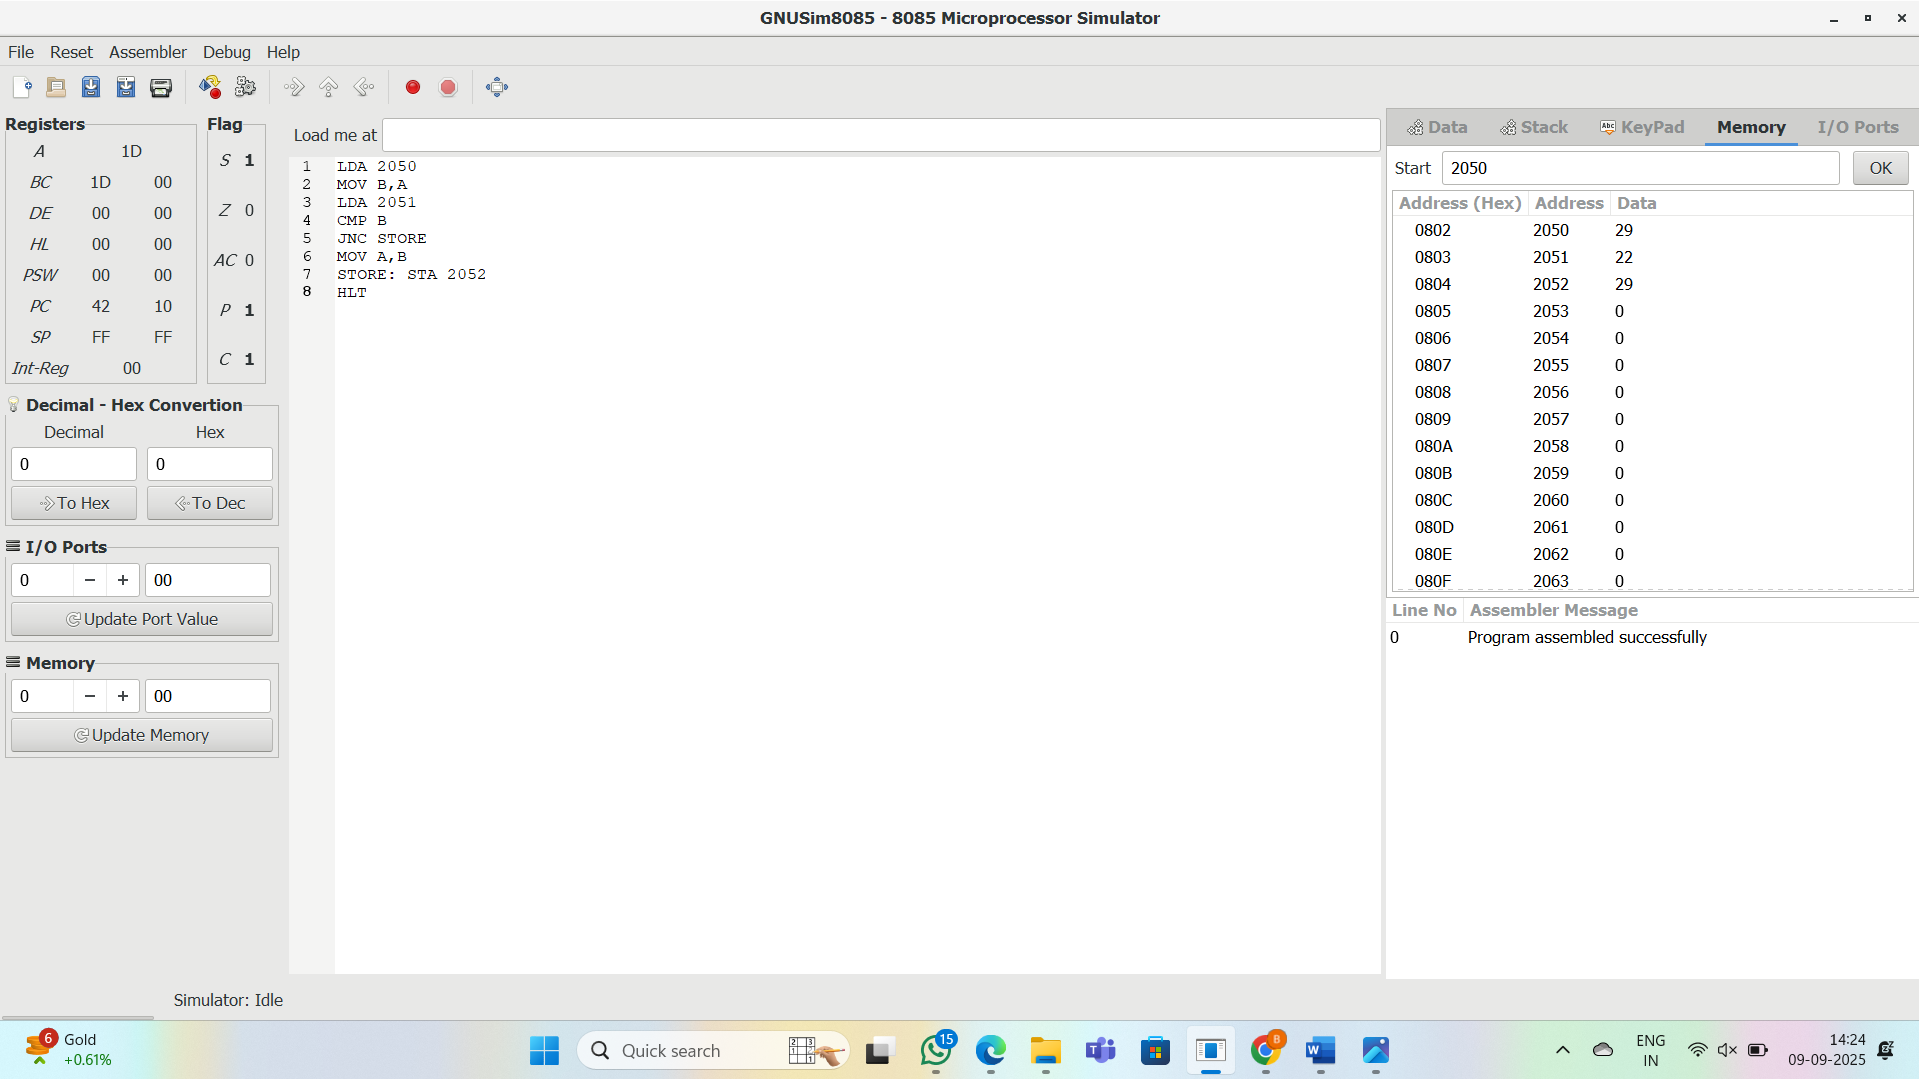 GNUSim8085 - 8085 Microprocessor Simulator
File Reset Assembler Debug Help
Registers
A 1D
BC 1D 00
DE 00 00
HL 00 00
PSW 00 00
PC 42 10
SP FF FF
Int-Reg 00
Flag
S 1
Z 0
AC 0
P 1
C 1
Decimal - Hex Convertion
Decimal Hex
0 0
To Hex To Dec
I/O Ports
0 − + 00
Update Port Value
Memory
0 − + 00
Update Memory
Load me at
1 LDA 2050
2 MOV B,A
3 LDA 2051
4 CMP B
5 JNC STORE
6 MOV A,B
7 STORE: STA 2052
8 HLT
Data Stack Abc KeyPad Memory I/O Ports
Start 2050 OK
Address (Hex) Address Data
0802 2050 29
0803 2051 22
0804 2052 29
0805 2053 0
0806 2054 0
0807 2055 0
0808 2056 0
0809 2057 0
080A 2058 0
080B 2059 0
080C 2060 0
080D 2061 0
080E 2062 0
080F 2063 0
Line No Assembler Message
0 Program assembled successfully
Simulator: Idle
6 Gold
+0.61%
Quick search
15
B
ENG
IN
14:24
09-09-2025